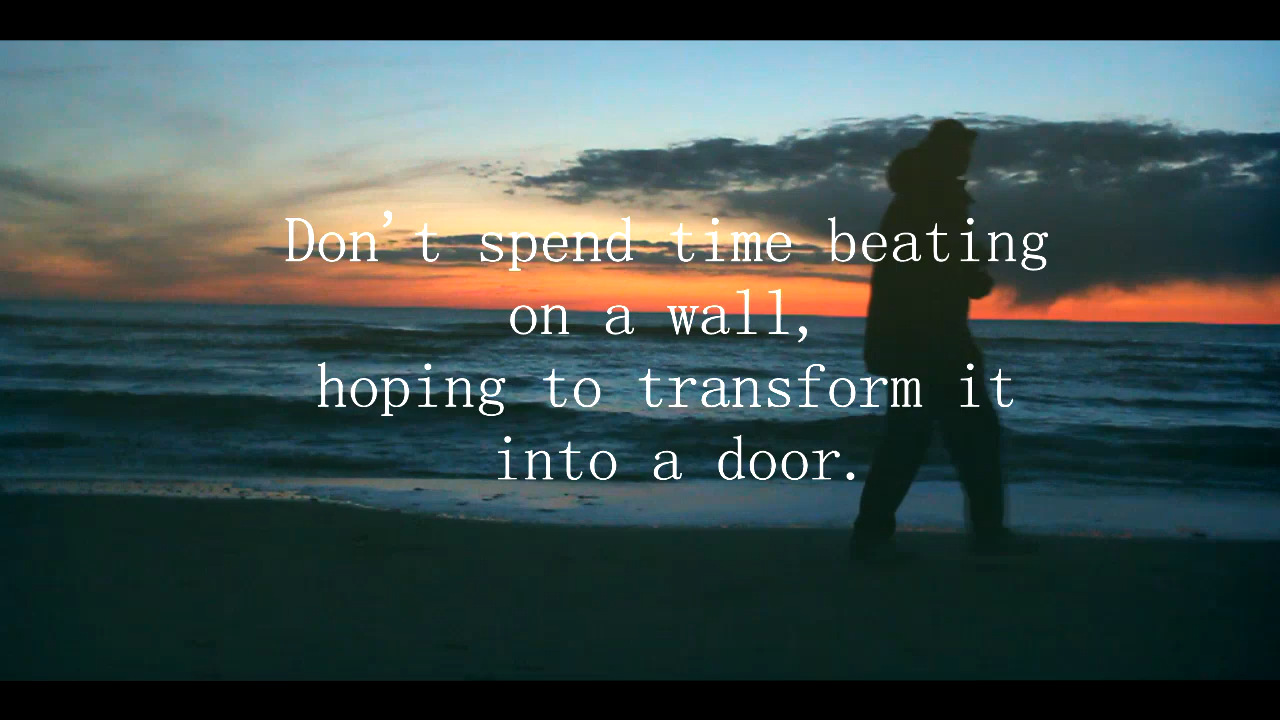 Don't spend time beating
on a wall,
hoping to transform it
into a door.